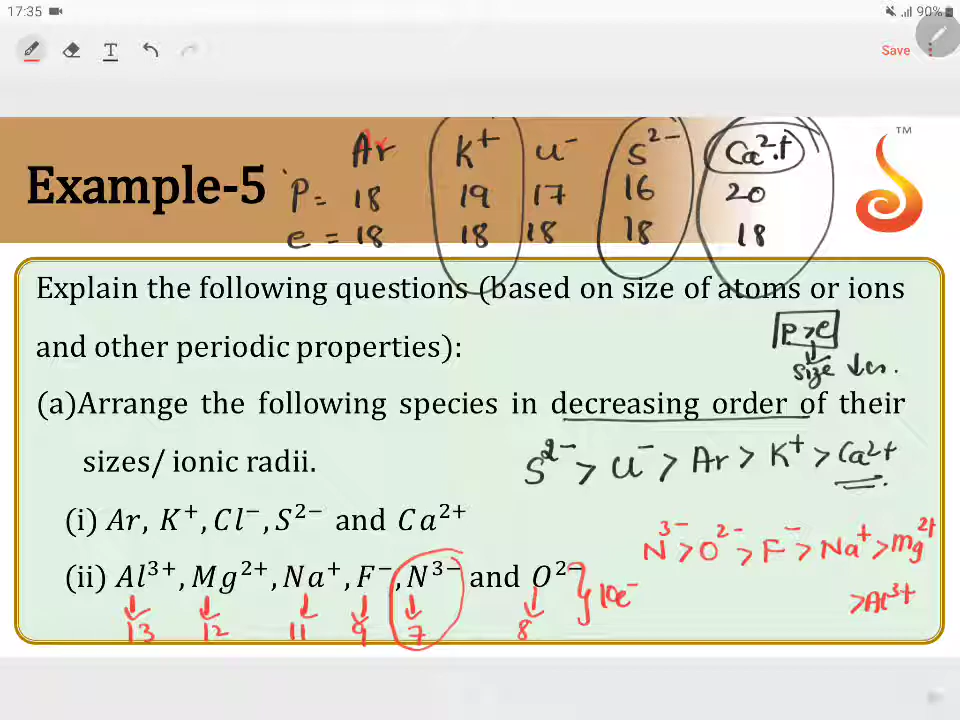 17:35 90%
T Save
Ar K⁺ Cl⁻ S²⁻ Ca²⁺
Example-5 P = 18 19 17 16 20
e = 18 18 18 18 18
TM
Explain the following questions (based on size of atoms or ions
and other periodic properties):
P>e
size ↓es.
(a)Arrange the following species in decreasing order of their
sizes/ ionic radii.
S²⁻ > Cl⁻ > Ar > K⁺ > Ca²⁺
(i) Ar, K⁺, Cl⁻, S²⁻ and Ca²⁺
N³⁻ > O²⁻ > F⁻ > Na⁺ > Mg²⁺
> Al³⁺
(ii) Al³⁺, Mg²⁺, Na⁺, F⁻, N³⁻ and O²⁻ } 10e⁻
13 12 11 9 7 8